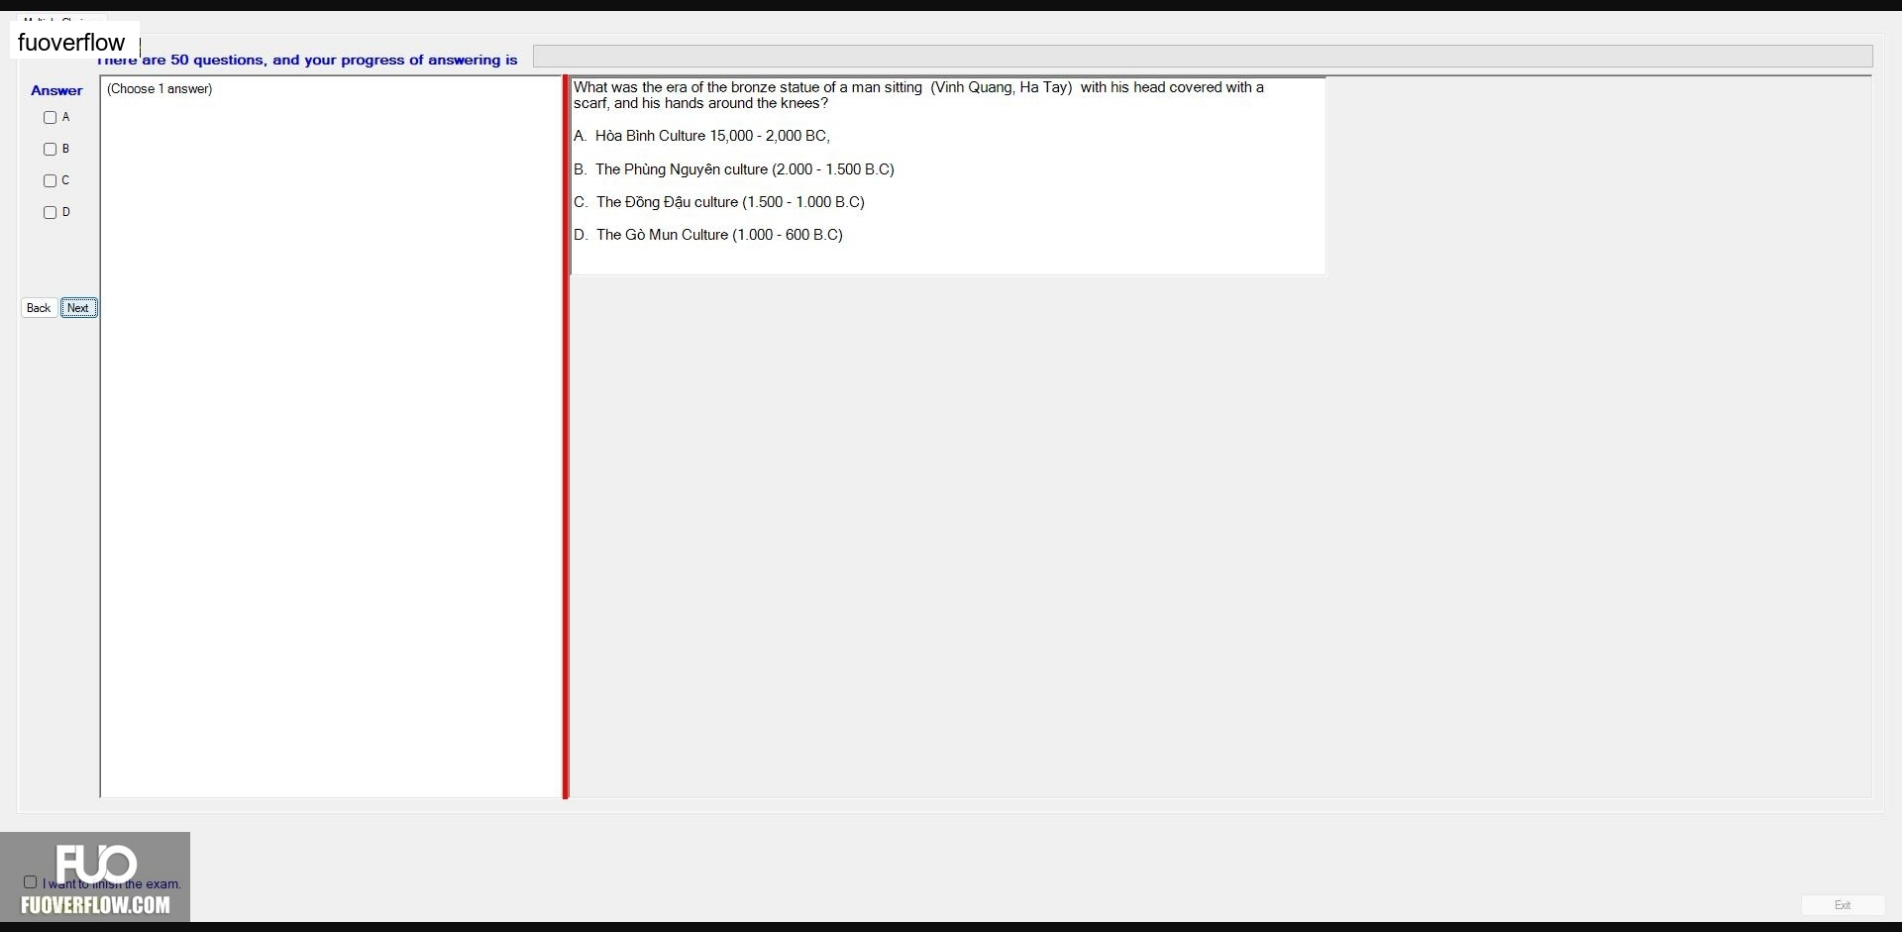 fuoverflow
There are 50 questions, and your progress of answering is
Answer
A
B
C
D
Back Next
(Choose 1 answer)
What was the era of the bronze statue of a man sitting (Vinh Quang, Ha Tay) with his head covered with a
scarf, and his hands around the knees?
A. Hòa Bình Culture 15,000 - 2,000 BC,
B. The Phùng Nguyên culture (2.000 - 1.500 B.C)
C. The Đồng Đậu culture (1.500 - 1.000 B.C)
D. The Gò Mun Culture (1.000 - 600 B.C)
FUO
I want to finish the exam.
FUOVERFLOW.COM
Exit